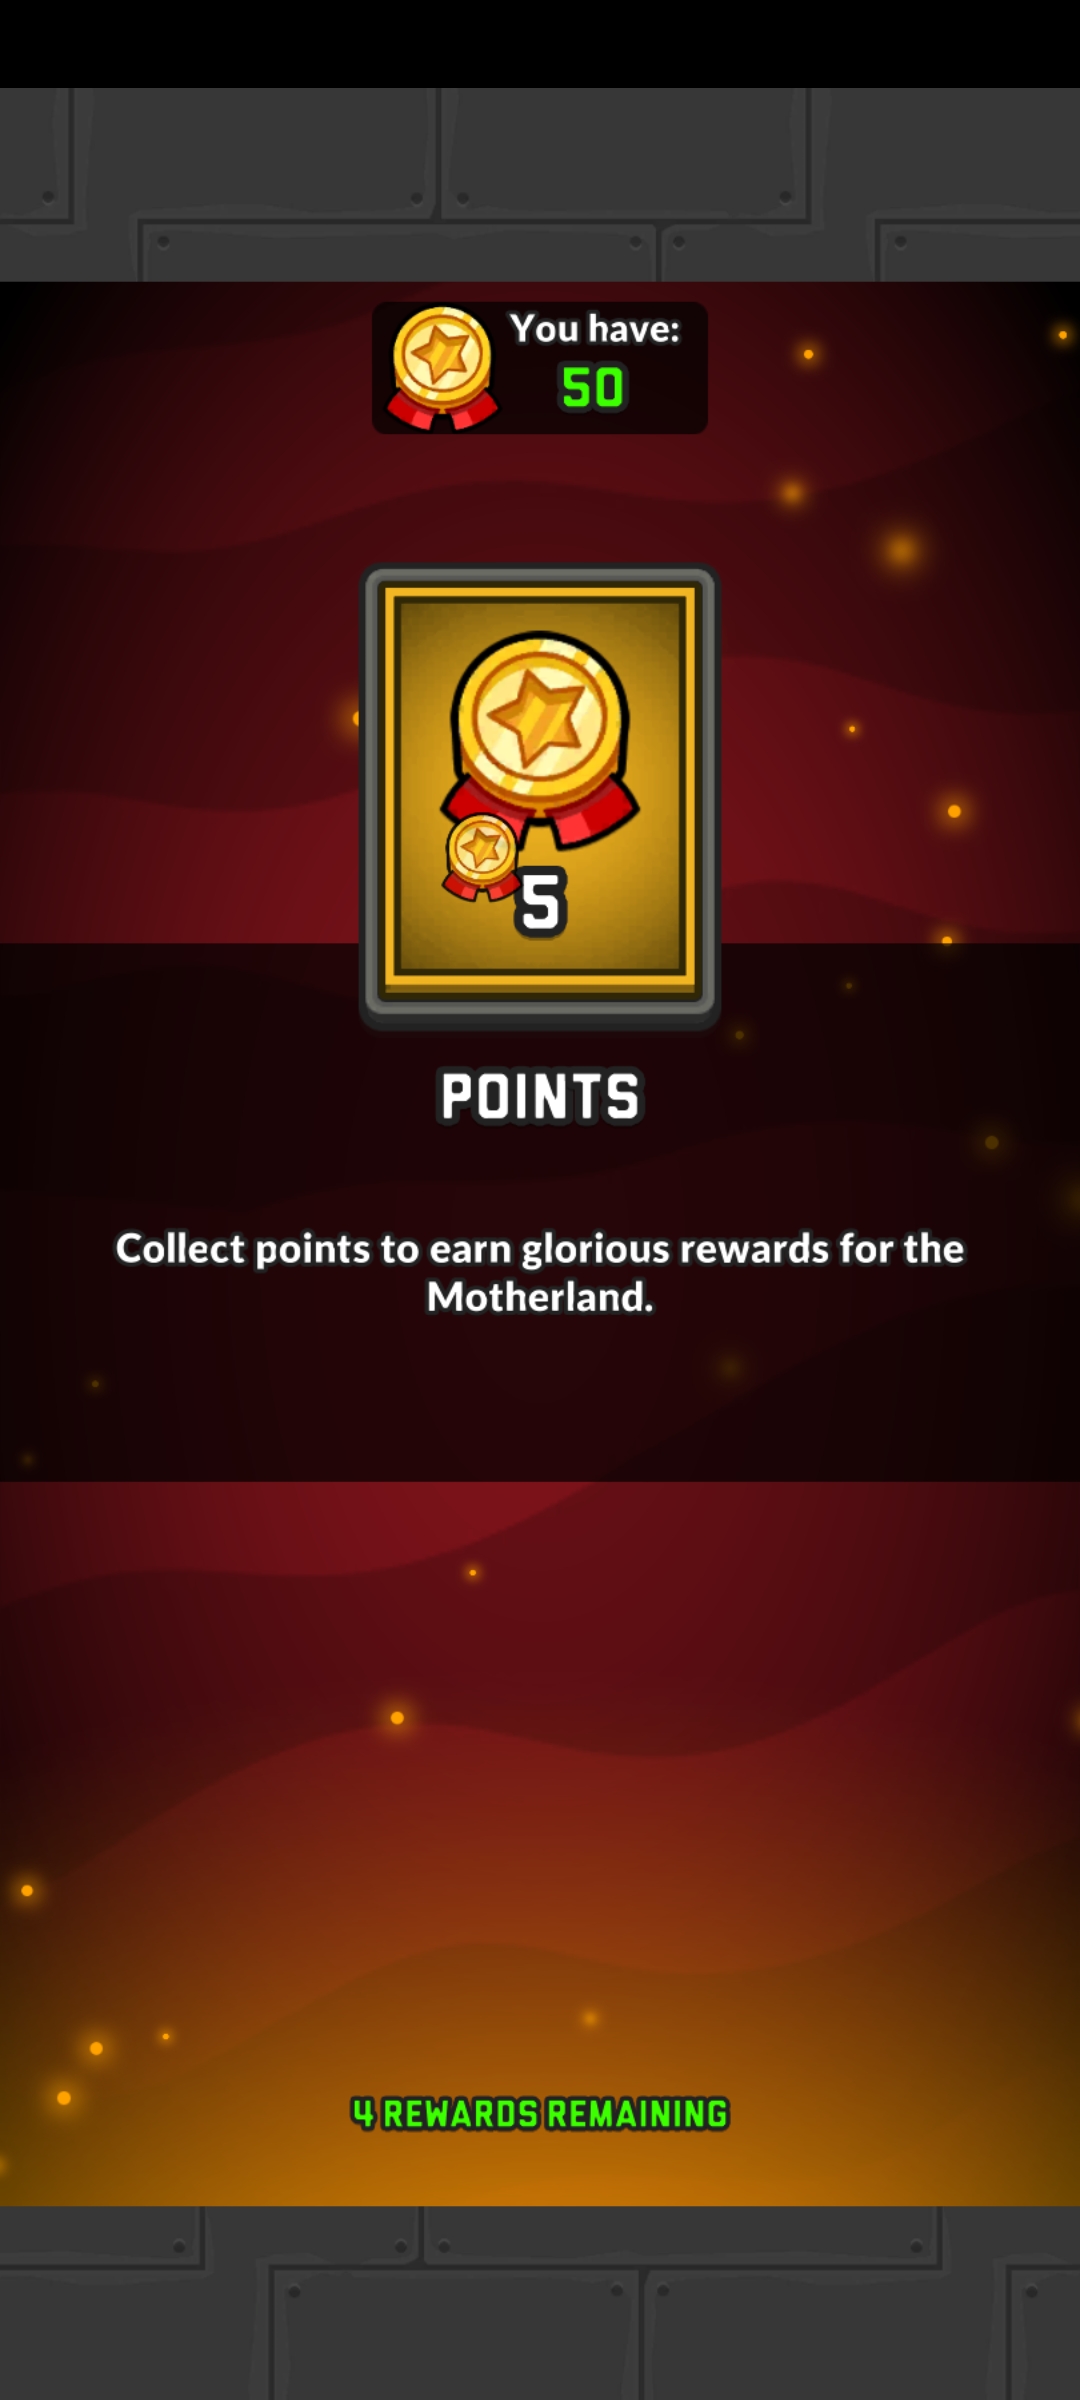 You have:
50
5
POINTS
Collect points to earn glorious rewards for the
Motherland.
4 REWARDS REMAINING